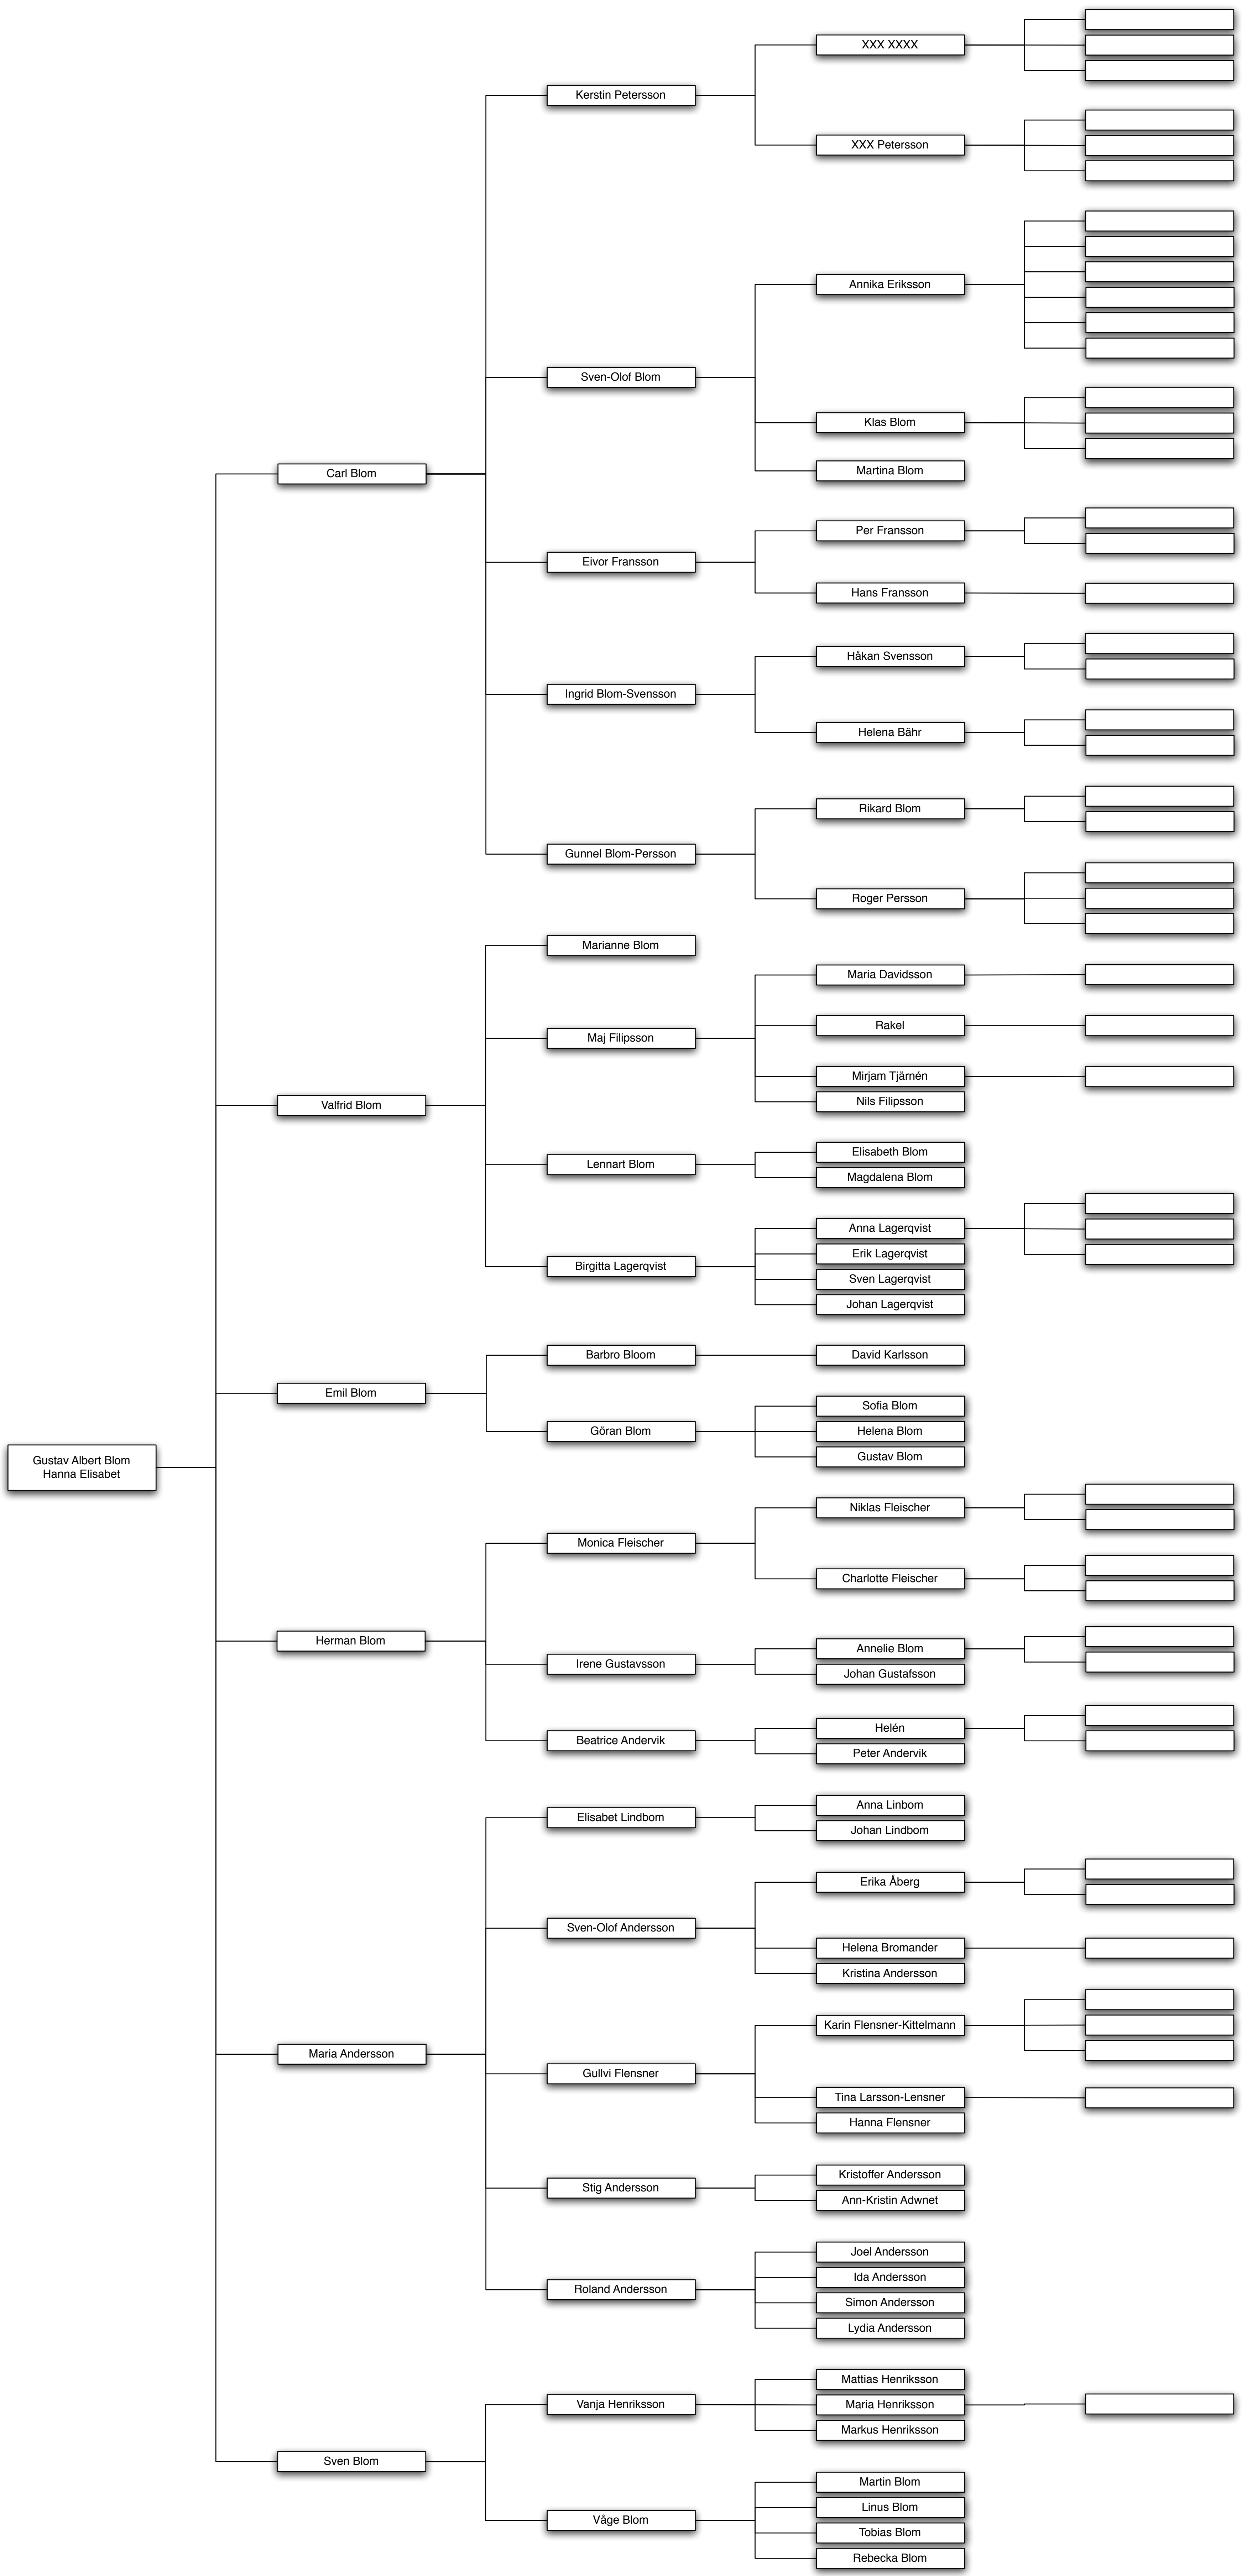 Gustav Albert Blom
Hanna Elisabet
Carl Blom
Kerstin Petersson
XXX XXXX
XXX Petersson
Sven-Olof Blom
Annika Eriksson
Klas Blom
Martina Blom
Eivor Fransson
Per Fransson
Hans Fransson
Ingrid Blom-Svensson
Håkan Svensson
Helena Bähr
Gunnel Blom-Persson
Rikard Blom
Roger Persson
Valfrid Blom
Marianne Blom
Maj Filipsson
Maria Davidsson
Rakel
Mirjam Tjärnén
Nils Filipsson
Lennart Blom
Elisabeth Blom
Magdalena Blom
Birgitta Lagerqvist
Anna Lagerqvist
Erik Lagerqvist
Sven Lagerqvist
Johan Lagerqvist
Emil Blom
Barbro Bloom
David Karlsson
Göran Blom
Sofia Blom
Helena Blom
Gustav Blom
Herman Blom
Monica Fleischer
Niklas Fleischer
Charlotte Fleischer
Irene Gustavsson
Annelie Blom
Johan Gustafsson
Beatrice Andervik
Helén
Peter Andervik
Maria Andersson
Elisabet Lindbom
Anna Linbom
Johan Lindbom
Sven-Olof Andersson
Erika Åberg
Helena Bromander
Kristina Andersson
Gullvi Flensner
Karin Flensner-Kittelmann
Tina Larsson-Lensner
Hanna Flensner
Stig Andersson
Kristoffer Andersson
Ann-Kristin Adwnet
Roland Andersson
Joel Andersson
Ida Andersson
Simon Andersson
Lydia Andersson
Sven Blom
Vanja Henriksson
Mattias Henriksson
Maria Henriksson
Markus Henriksson
Våge Blom
Martin Blom
Linus Blom
Tobias Blom
Rebecka Blom